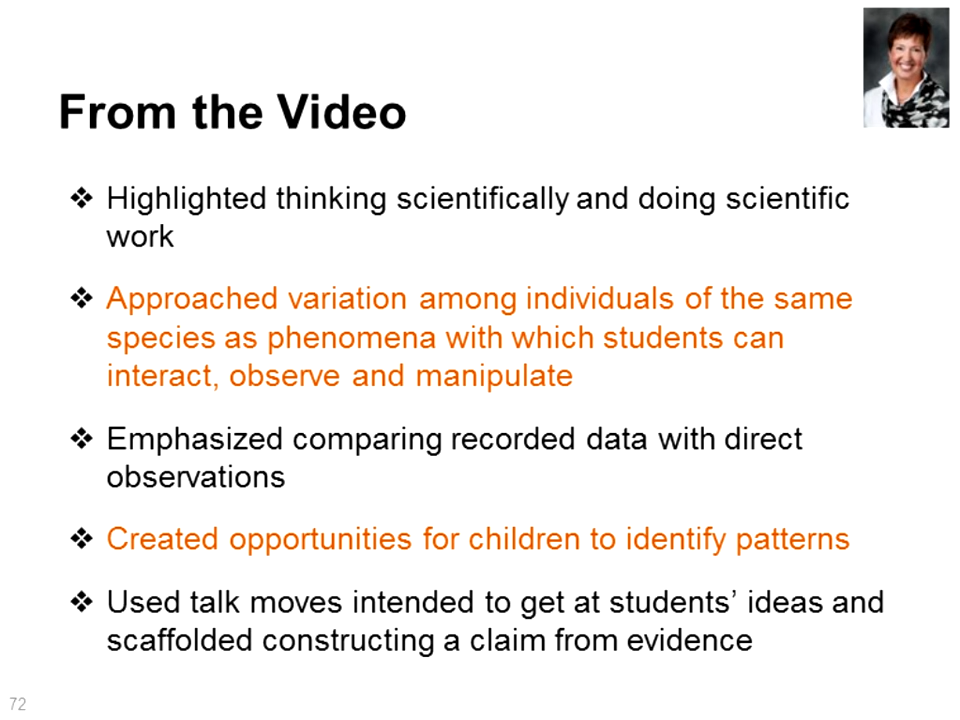 From the Video
❖ Highlighted thinking scientifically and doing scientific
work
❖ Approached variation among individuals of the same
species as phenomena with which students can
interact, observe and manipulate
❖ Emphasized comparing recorded data with direct
observations
❖ Created opportunities for children to identify patterns
❖ Used talk moves intended to get at students’ ideas and
scaffolded constructing a claim from evidence
72